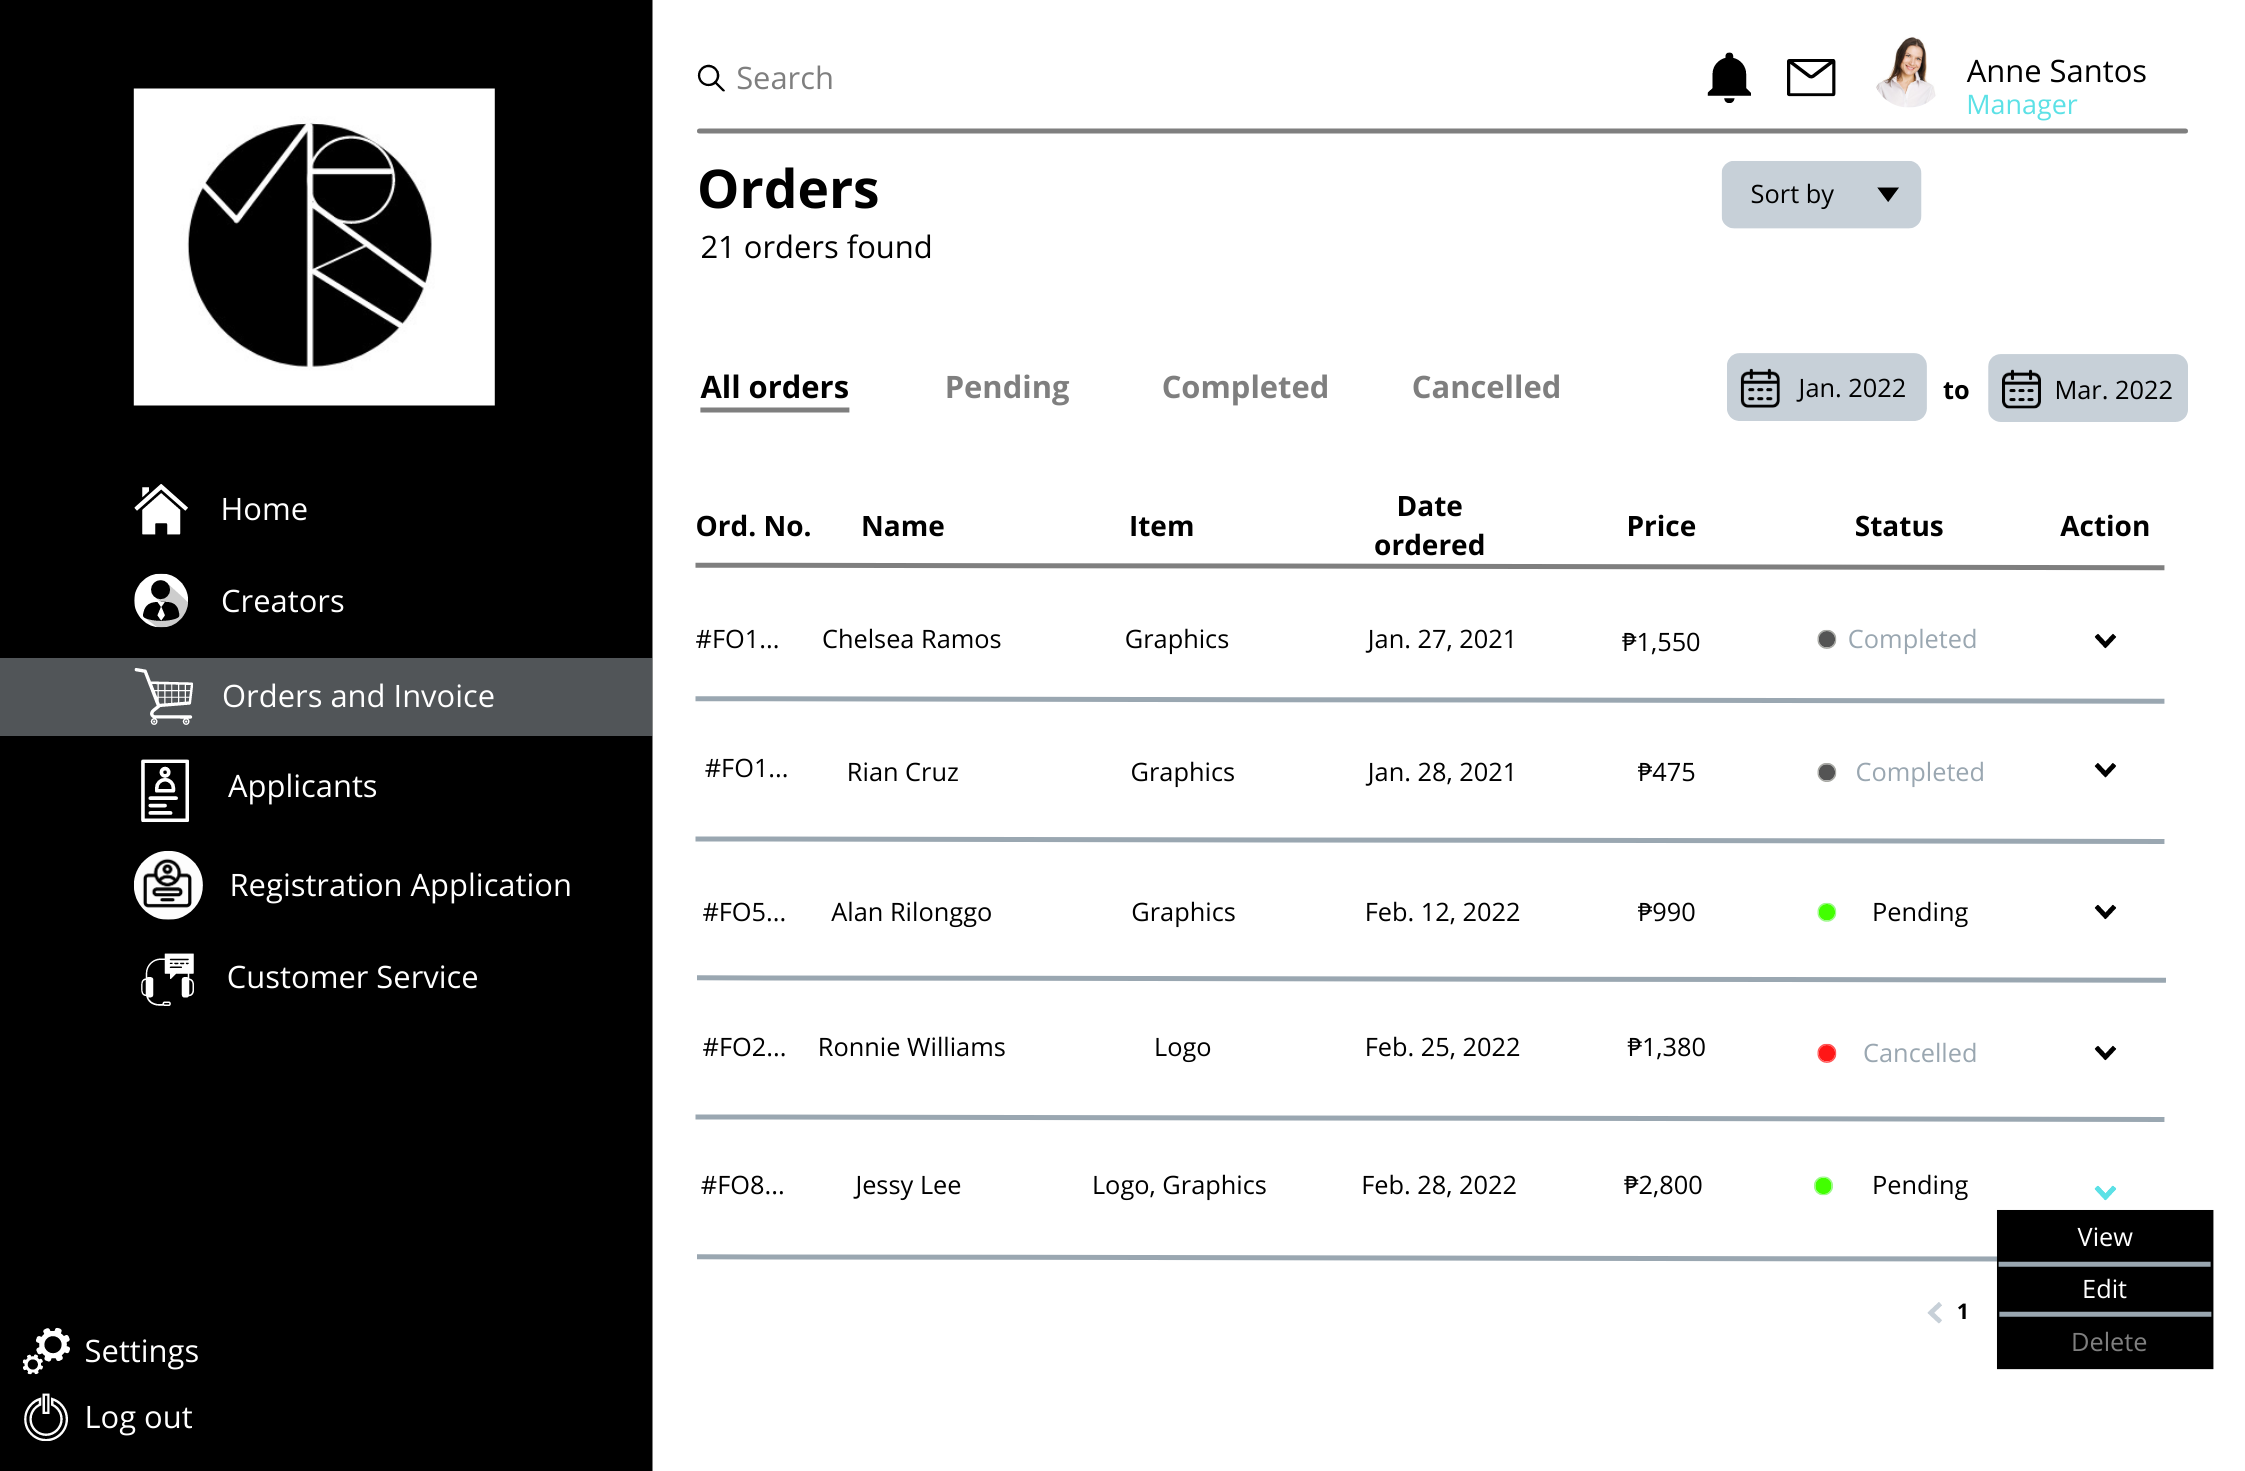 Search
Anne Santos
Manager
Orders
Sort by
21 orders found
All orders Pending Completed Cancelled Jan. 2022 to Mar. 2022
Home
Creators
Orders and Invoice
Applicants
Registration Application
Customer Service
Settings
Log out
Ord. No. Name Item Date ordered Price Status Action
#FO1... Chelsea Ramos Graphics Jan. 27, 2021 ₱1,550 Completed
#FO1... Rian Cruz Graphics Jan. 28, 2021 ₱475 Completed
#FO5... Alan Rilonggo Graphics Feb. 12, 2022 ₱990 Pending
#FO2... Ronnie Williams Logo Feb. 25, 2022 ₱1,380 Cancelled
#FO8... Jessy Lee Logo, Graphics Feb. 28, 2022 ₱2,800 Pending
View
Edit
Delete
1